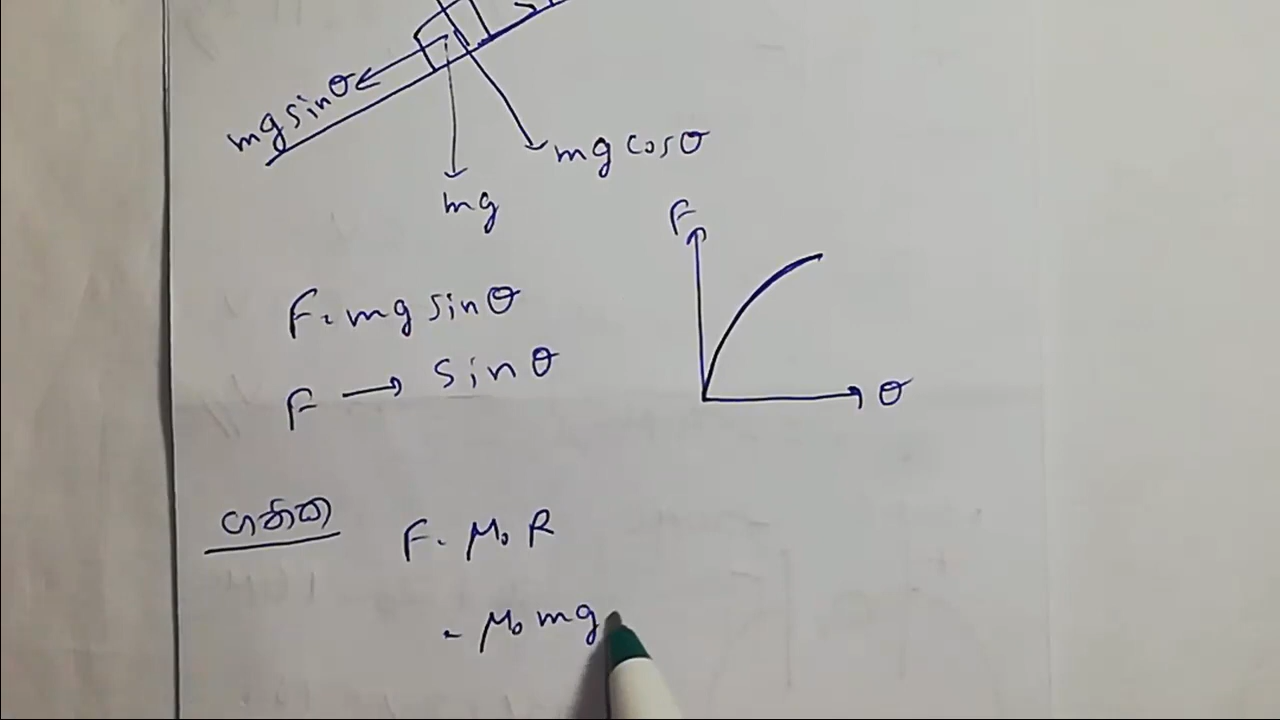 mg sinθ
mg cosθ
mg
F
θ
F = mg sinθ
F → sinθ
ගතික
F = μ₀ R
= μ₀ mg